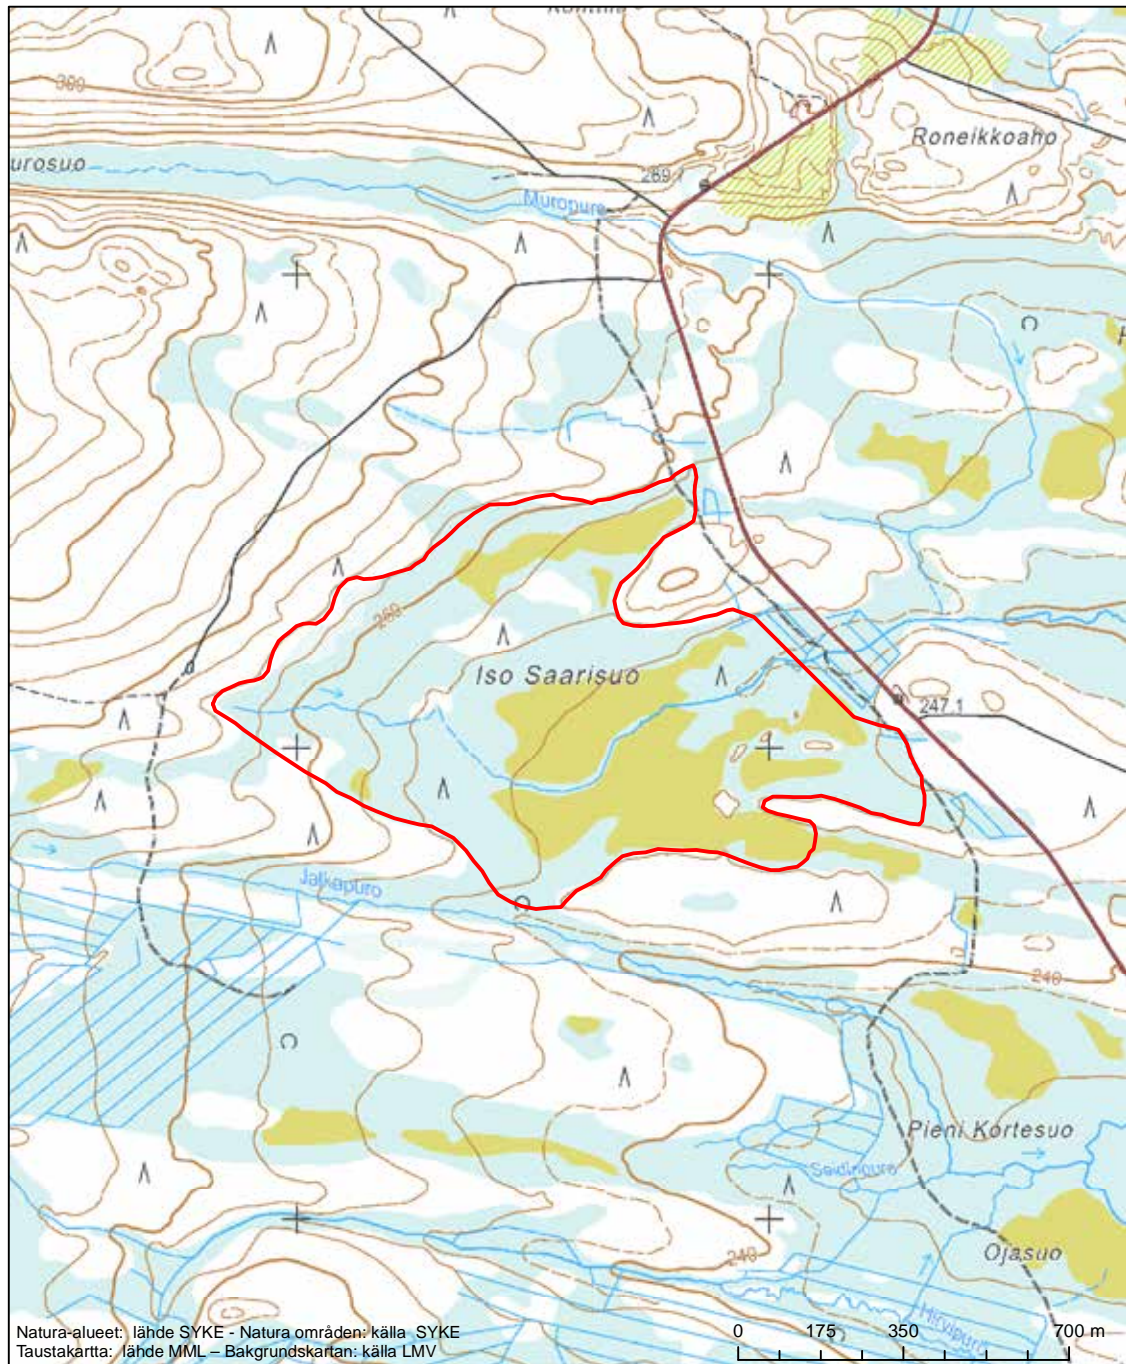 300
Roneikkoaho
urosuo
269.
Muropuro
260
Iso Saarisuo
247.1
Jalkapuro
240
Pieni Kortesuo
Ojasuo
240
Hirvipuro
Natura-alueet: lähde SYKE - Natura områden: källa SYKE
Taustakartta: lähde MML – Bakgrundskartan: källa LMV
0 175 350 700 m